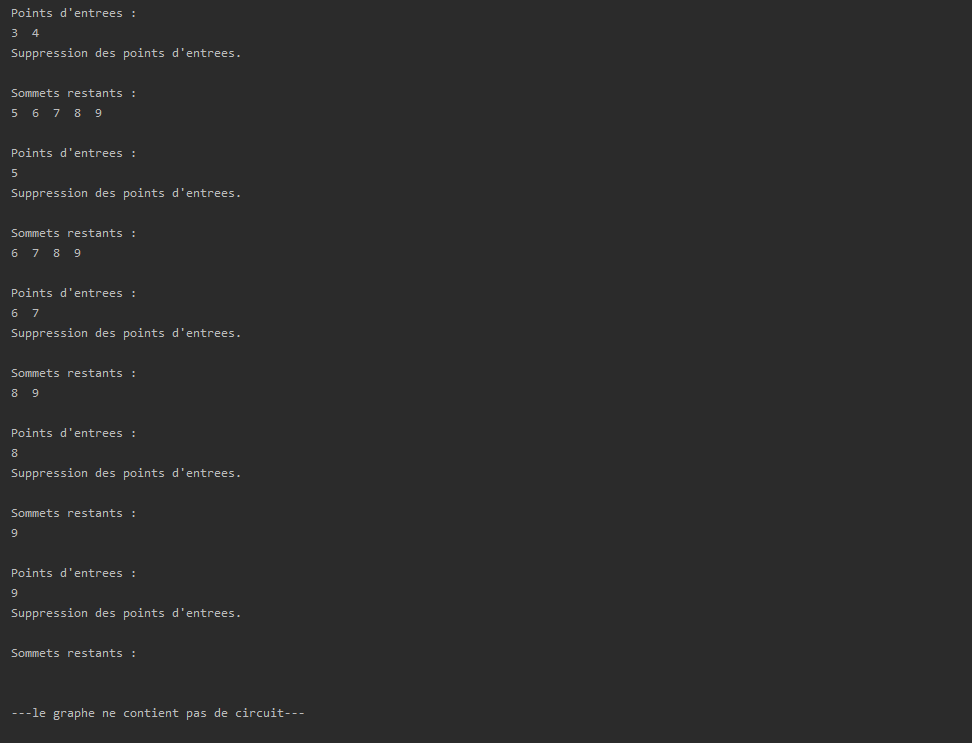 Points d'entrees :
3  4
Suppression des points d'entrees.
Sommets restants :
5  6  7  8  9
Points d'entrees :
5
Suppression des points d'entrees.
Sommets restants :
6  7  8  9
Points d'entrees :
6  7
Suppression des points d'entrees.
Sommets restants :
8  9
Points d'entrees :
8
Suppression des points d'entrees.
Sommets restants :
9
Points d'entrees :
9
Suppression des points d'entrees.
Sommets restants :
---le graphe ne contient pas de circuit---